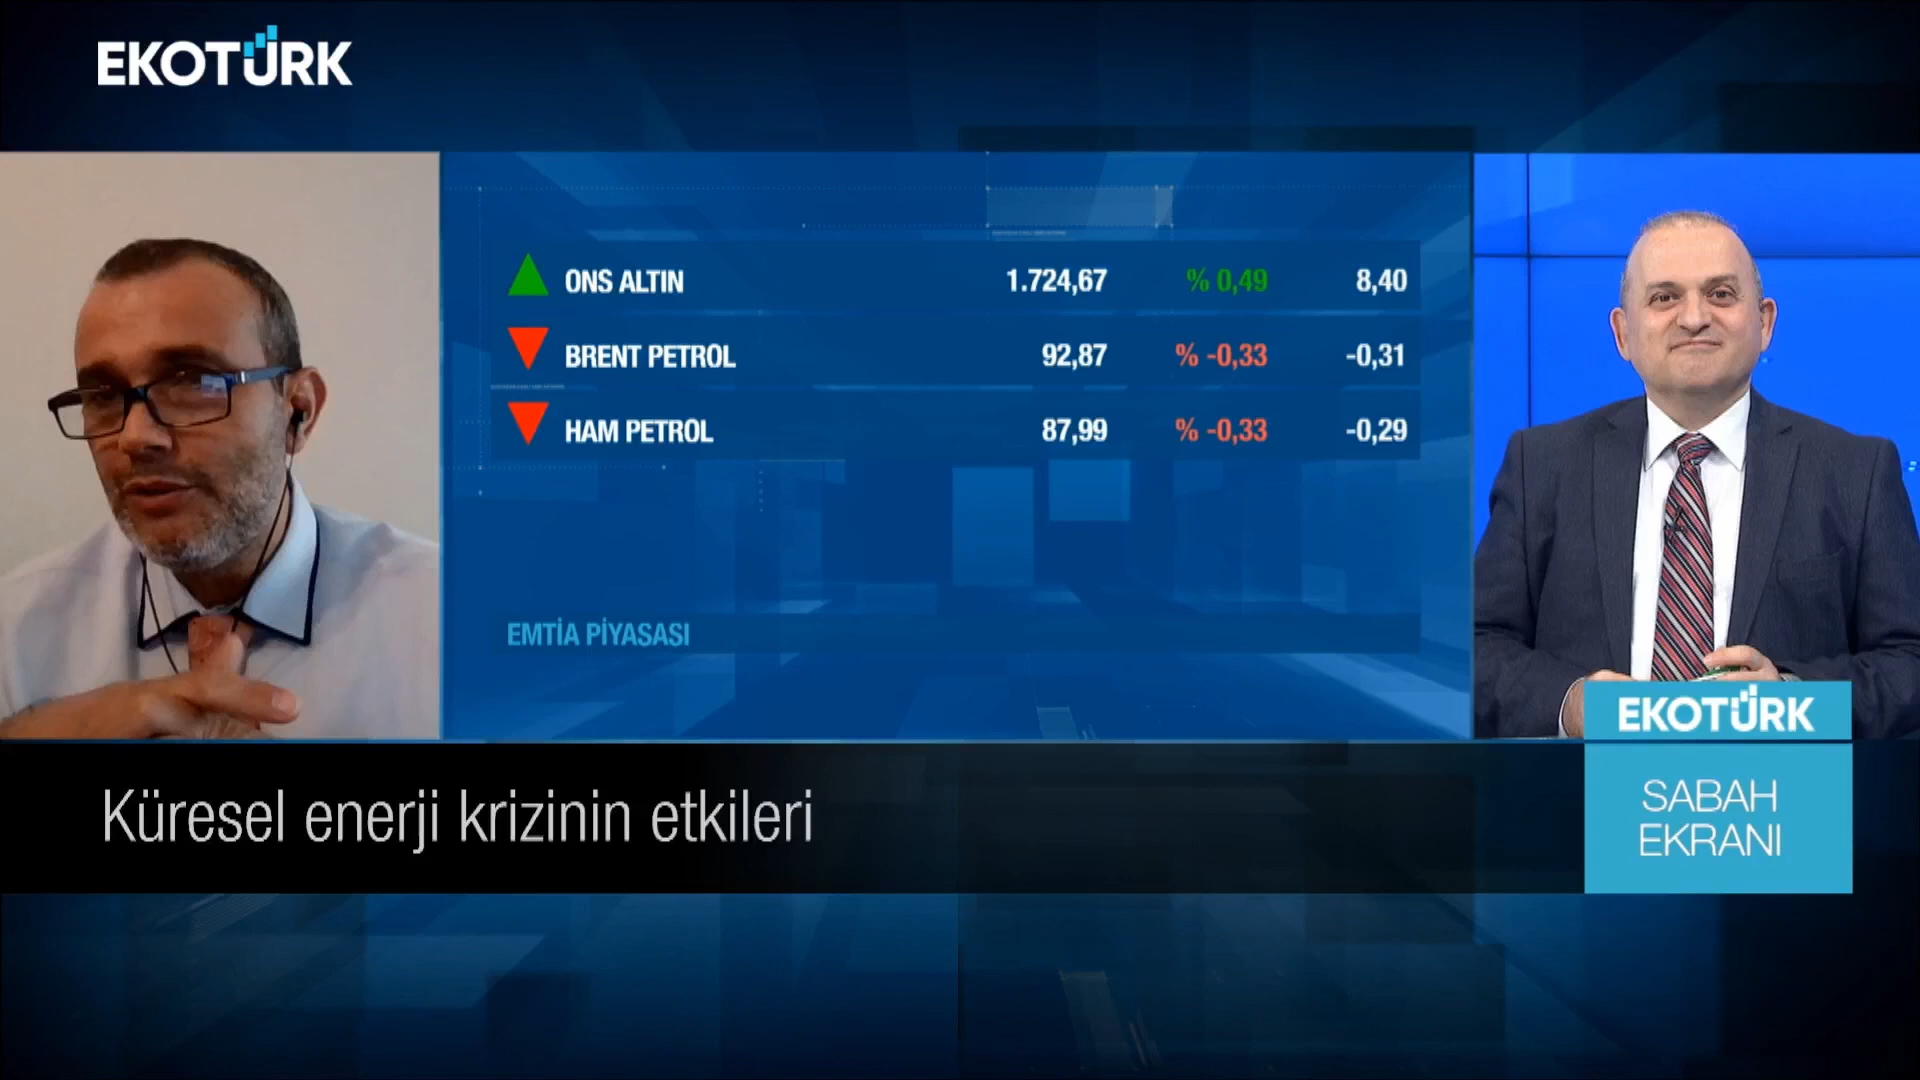 EKOTÜRK
ONS ALTIN 1.724,67 % 0,49 8,40
BRENT PETROL 92,87 % -0,33 -0,31
HAM PETROL 87,99 % -0,33 -0,29
EMTİA PİYASASI
EKOTÜRK
SABAH
EKRANI
Küresel enerji krizinin etkileri